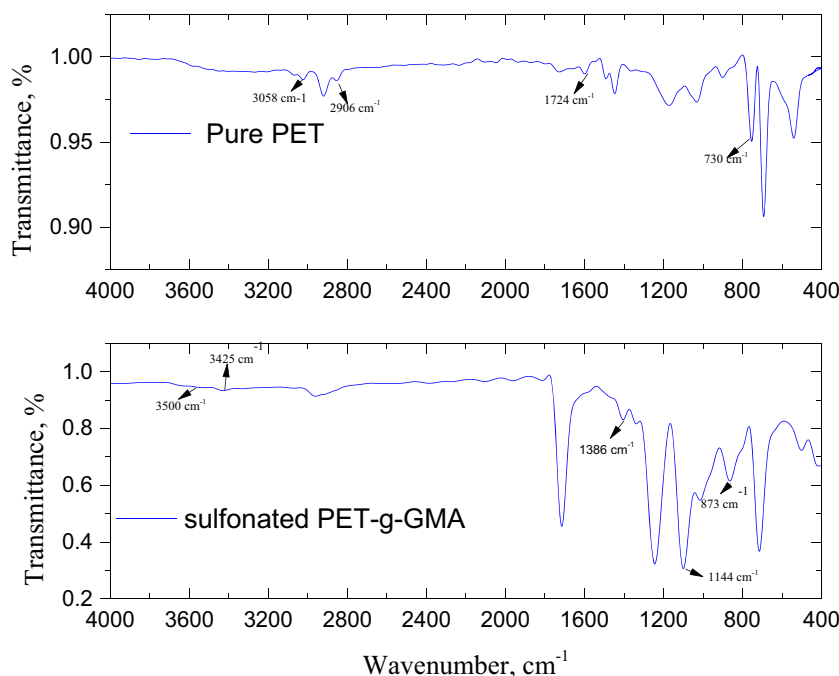 1.00
0.95
0.90
Transmittance, %
3058 cm-1
2906 cm⁻¹
1724 cm⁻¹
730 cm⁻¹
Pure PET
4000 3600 3200 2800 2400 2000 1600 1200 800 400
1.0
0.8
0.6
0.4
0.2
Transmittance, %
3425 cm⁻¹
3500 cm⁻¹
1386 cm⁻¹
873 cm⁻¹
1144 cm⁻¹
sulfonated PET-g-GMA
4000 3600 3200 2800 2400 2000 1600 1200 800 400
Wavenumber, cm⁻¹